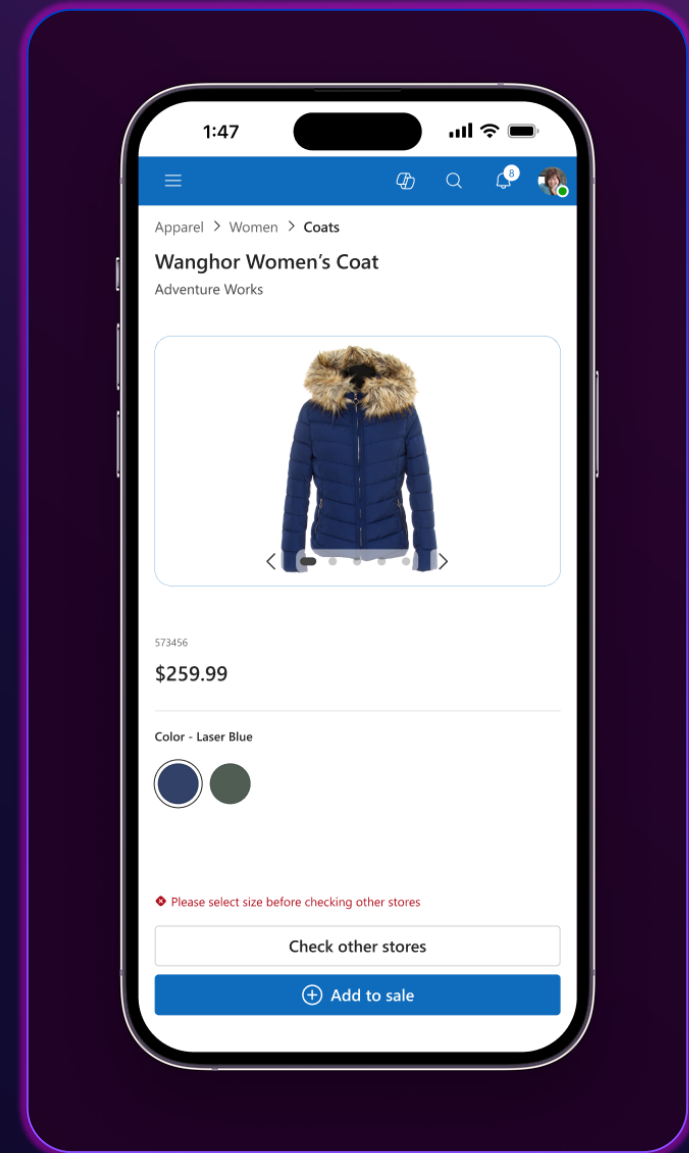 1:47
8
Apparel > Women > Coats
Wanghor Women’s Coat
Adventure Works
573456
$259.99
Color - Laser Blue
Please select size before checking other stores
Check other stores
Add to sale